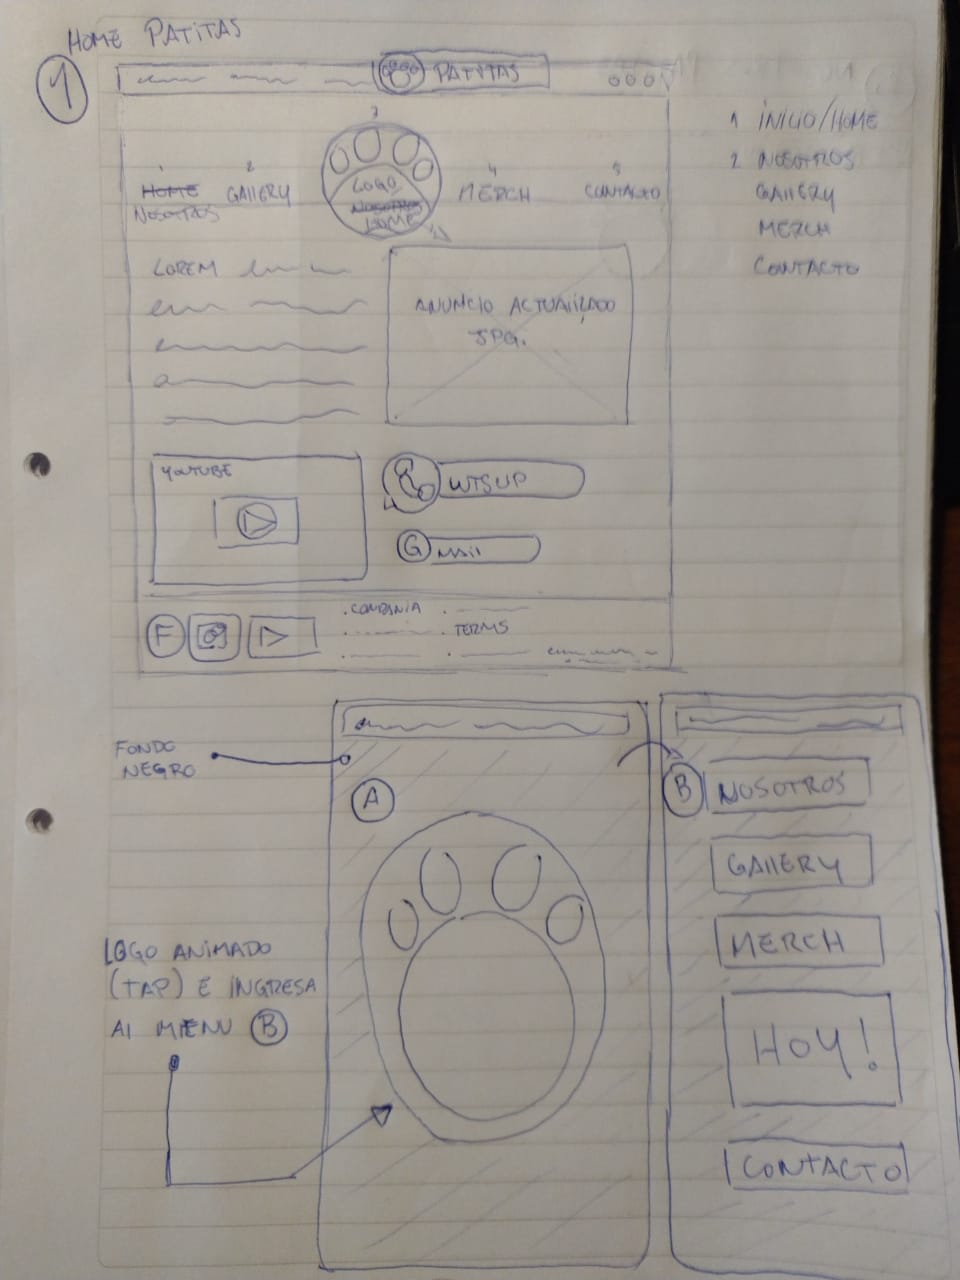 HOME PATITAS
1
PATITAS
1 INICIO/HOME
2 NOSOTROS
GALLERY
MERCH
CONTACTO
1 2 3 4 5
HOME GALLERY LOGO MERCH CONTACTO
NOSOTROS NOSOTROS
HOME
LOREM
ANUNCIO ACTUALIZADO
JPG.
YOUTUBE
WTSUP
G MAIL
F
. COMPANIA
. TERMS
FONDO
NEGRO
A
B NOSOTROS
GALLERY
MERCH
HOY!
CONTACTO
LOGO ANIMADO
(TAP) E INGRESA
AL MENU B